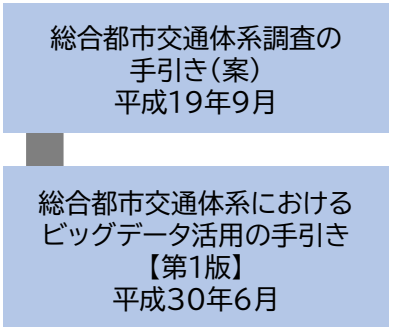 総合都市交通体系調査の
手引き（案）
平成19年9月
総合都市交通体系における
ビッグデータ活用の手引き
【第1版】
平成30年6月